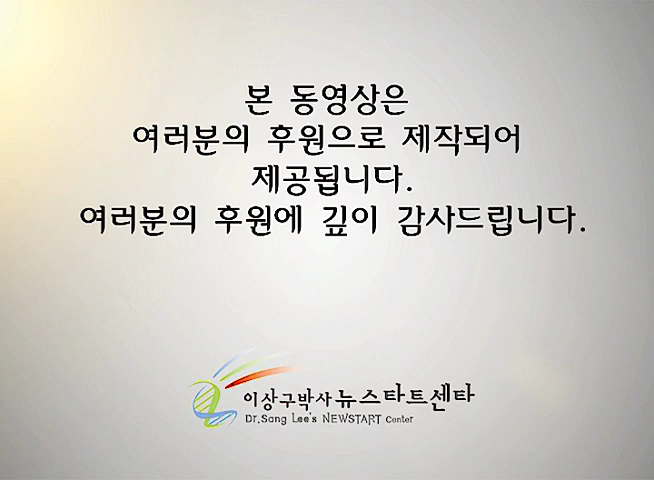 본 동영상은
여러분의 후원으로 제작되어
제공됩니다.
여러분의 후원에 깊이 감사드립니다.
이상구박사 뉴스타트센타
Dr.Sang Lee's NEWSTART Center